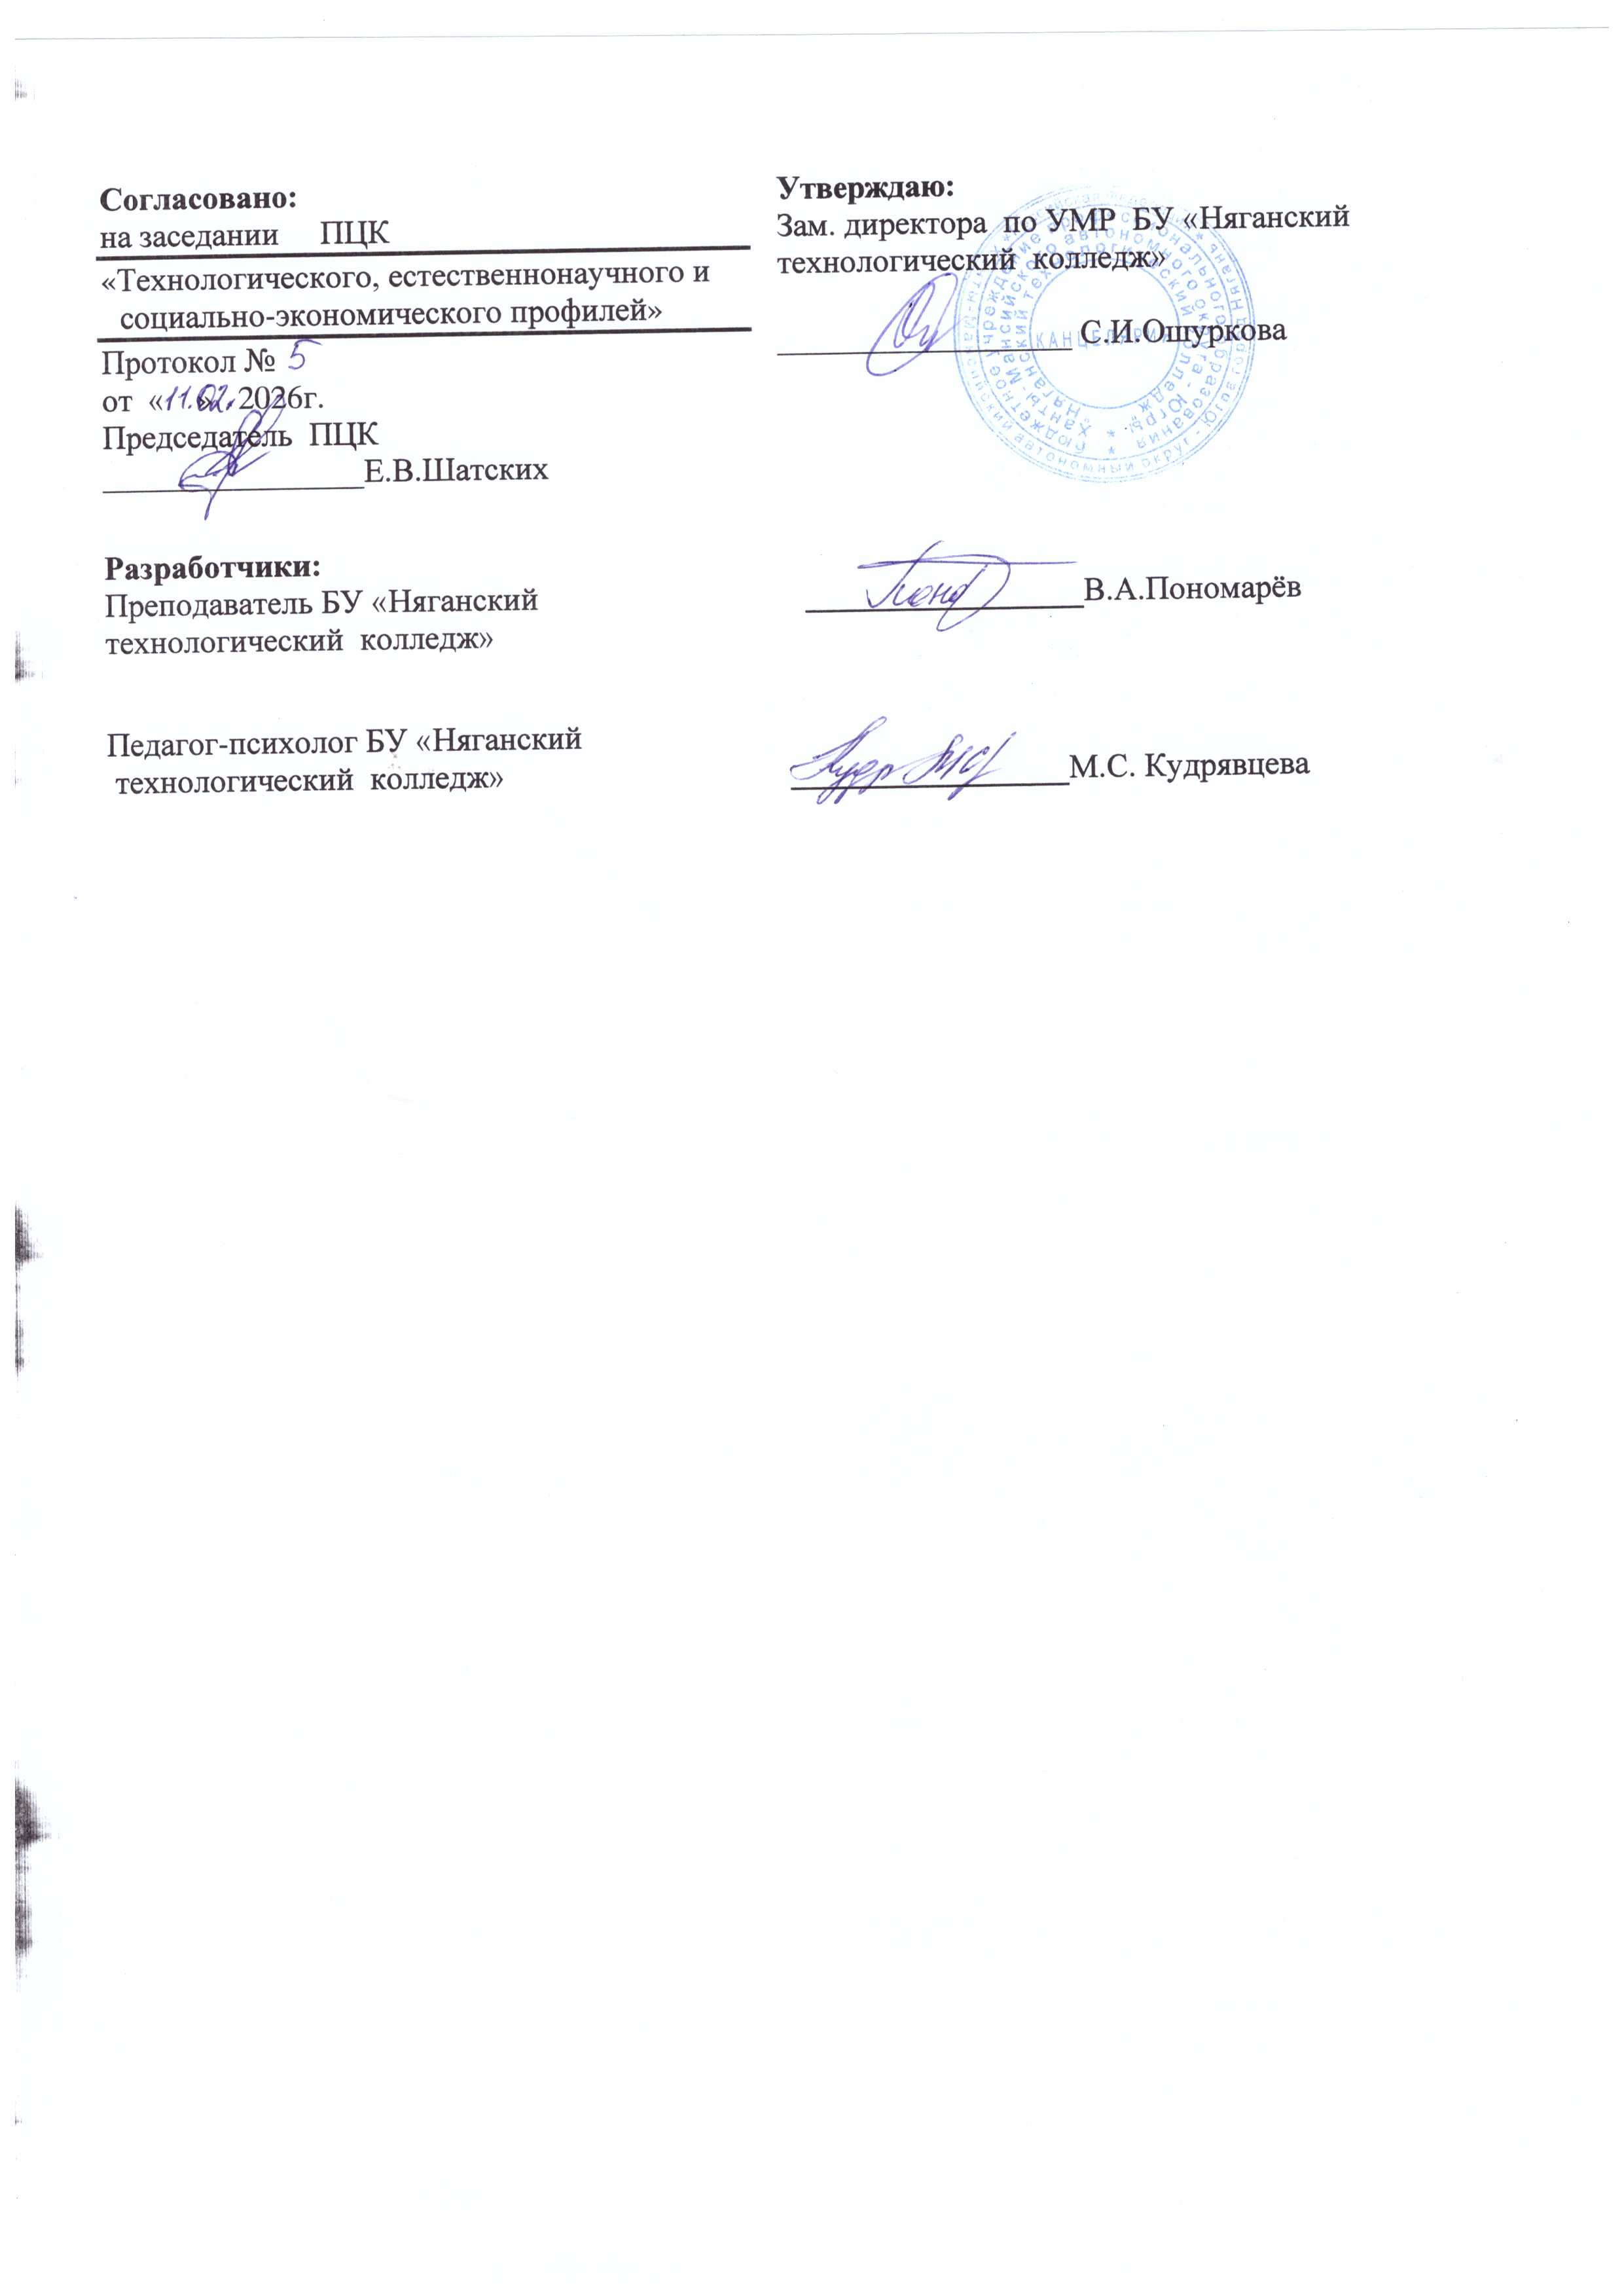 Согласовано:
на заседании ПЦК
«Технологического, естественнонаучного и
социально-экономического профилей»
Протокол № 5
от «11.02.» 2026г.
Председатель ПЦК
Е.В.Шатских
Утверждаю:
Зам. директора по УМР БУ «Няганский
технологический колледж»
С.И.Ошуркова
КАНЦЕЛЯРИЯ
Разработчики:
Преподаватель БУ «Няганский
технологический колледж»
В.А.Пономарёв
Педагог-психолог БУ «Няганский
технологический колледж»
М.С. Кудрявцева